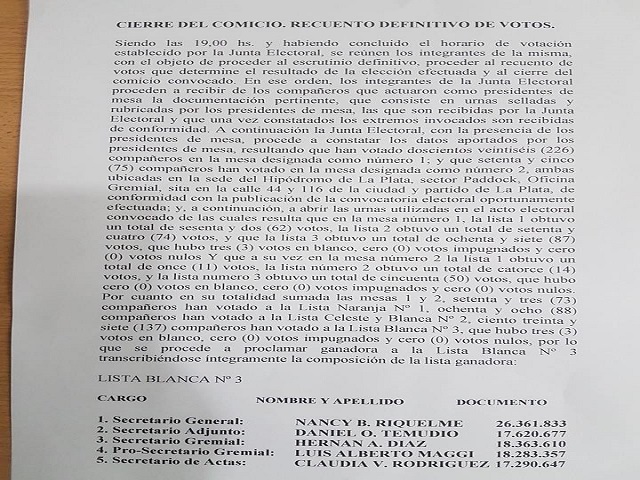 CIERRE DEL COMICIO. RECUENTO DEFINITIVO DE VOTOS.
Siendo las 19,00 hs. y habiendo concluido el horario de votación
establecido por la Junta Electoral, se reúnen los integrantes de la misma,
con el objeto de proceder al escrutinio definitivo, proceder al recuento de
votos que determine el resultado de la elección efectuada y al cierre del
comicio convocado. En ese orden, los integrantes de la Junta Electoral
proceden a recibir de los compañeros que actuaron como presidentes de
mesa la documentación pertinente, que consiste en urnas selladas y
rubricadas por los presidentes de mesa, las que son recibidas por la Junta
Electoral y que una vez constatados los extremos invocados son recibidas
de conformidad. A continuación la Junta Electoral, con la presencia de los
presidentes de mesa, procede a constatar los datos aportados por los
presidentes de mesa, resultando que han votado doscientos veintiséis (226)
compañeros en la mesa designada como número 1; y que setenta y cinco
(75) compañeros han votado en la mesa designada como número 2, ambas
ubicadas en la sede del Hipódromo de La Plata, sector Paddock, Oficina
Gremial, sita en la calle 44 y 116 de la ciudad y partido de La Plata, de
conformidad con la publicación de la convocatoria electoral oportunamente
efectuada; y, a continuación, a abrir las urnas utilizadas en el acto electoral
convocado de las cuales resulta que en la mesa número 1, la lista 1 obtuvo
un total de sesenta y dos (62) votos, la lista 2 obtuvo un total de setenta y
cuatro (74) votos, y que la lista 3 obtuvo un total de ochenta y siete (87)
votos, que hubo tres (3) votos en blanco, cero (0) votos impugnados y cero
(0) votos nulos Y que a su vez en la mesa número 2 la lista 1 obtuvo un
total de once (11) votos, la lista número 2 obtuvo un total de catorce (14)
votos, y la lista numero 3 obtuvo un total de cincuenta (50) votos, que hubo
cero (0) votos en blanco, cero (0) votos impugnados y cero (0) votos nulos.
Por cuanto en su totalidad sumada las mesas 1 y 2, setenta y tres (73)
compañeros han votado a la Lista Naranja Nº 1, ochenta y ocho (88)
compañeros han votado a la Lista Celeste y Blanca Nº 2, ciento treinta y
siete (137) compañeros han votado a la Lista Blanca Nº 3, que hubo tres (3)
votos en blanco, cero (0) votos impugnados y cero (0) votos nulos, por lo
que se procede a proclamar ganadora a la Lista Blanca Nº 3
transcribiéndose íntegramente la composición de la lista ganadora:
LISTA BLANCA Nº 3
CARGO NOMBRE Y APELLIDO DOCUMENTO
1. Secretario General: NANCY B. RIQUELME 26.361.833
2. Secretario Adjunto: DANIEL O. TEMUDIO 17.620.677
3. Secretario Gremial: HERNAN A. DIAZ 18.363.610
4. Pro-Secretario Gremial: LUIS ALBERTO MAGGI 18.283.357
5. Secretario de Actas: CLAUDIA V. RODRIGUEZ 17.290.647